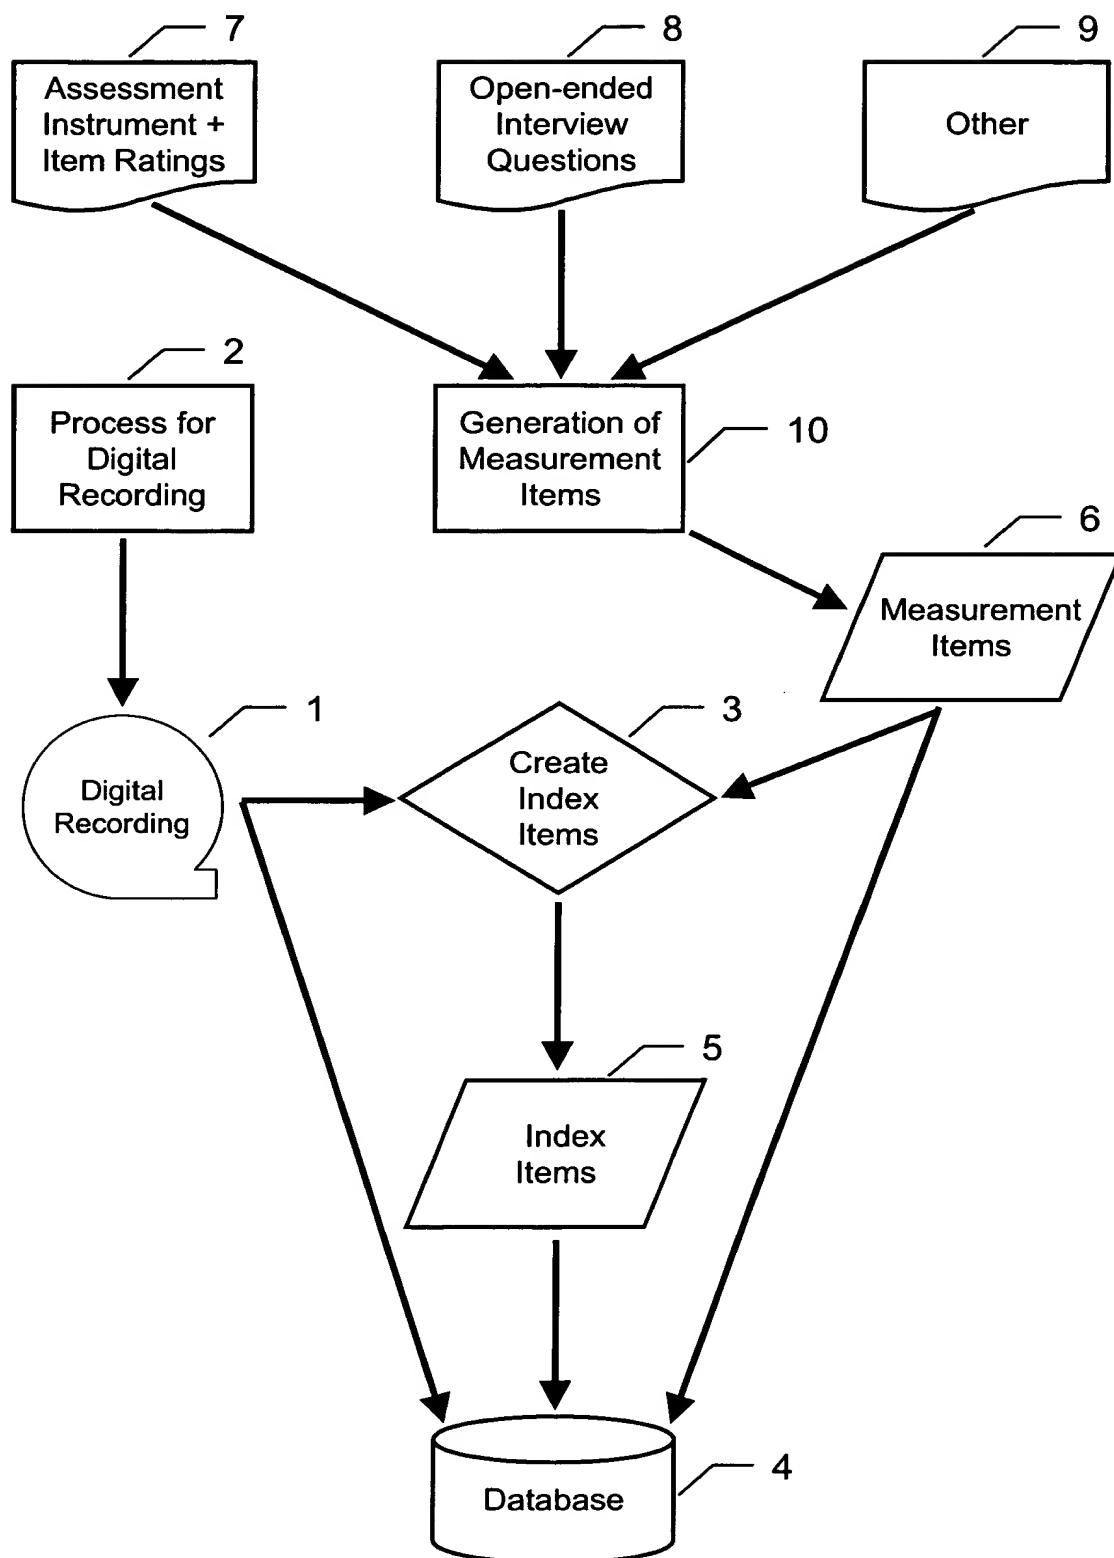 7
Assessment
Instrument +
Item Ratings
8
Open-ended
Interview
Questions
9
Other
2
Process for
Digital
Recording
Generation of
Measurement
Items
10
6
Measurement
Items
1
Digital
Recording
3
Create
Index
Items
5
Index
Items
Database
4